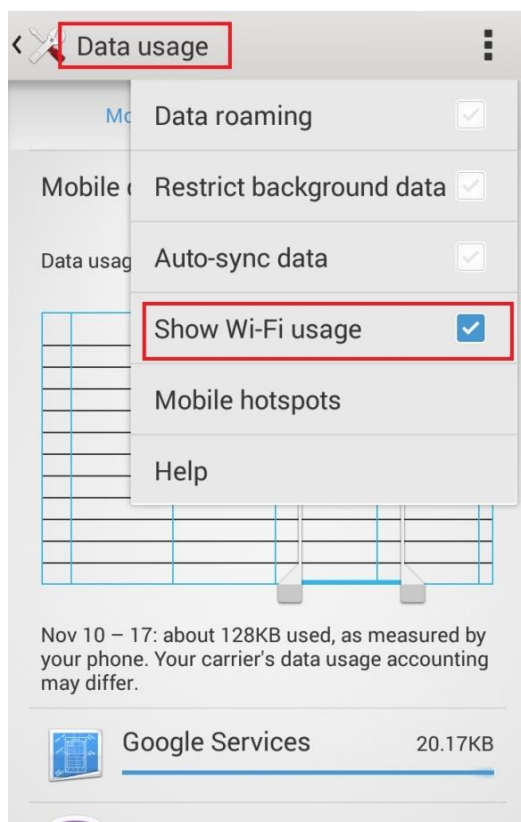 Data usage
Mo
Data roaming
Mobile
Restrict background data
Data usag
Auto-sync data
Show Wi-Fi usage
Mobile hotspots
Help
Nov 10 – 17: about 128KB used, as measured by
your phone. Your carrier's data usage accounting
may differ.
Google Services 20.17KB